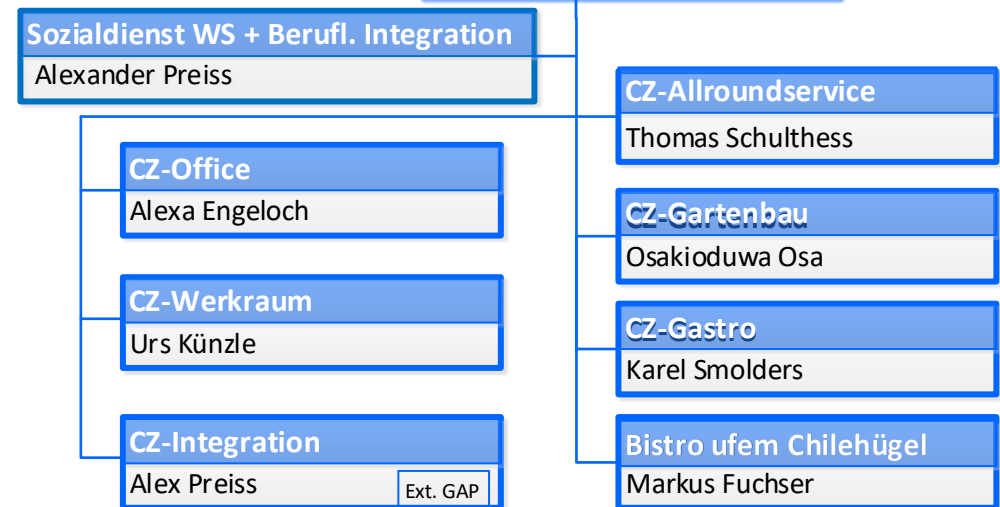 Sozialdienst WS + Berufl. Integration
Alexander Preiss
CZ-Office
Alexa Engeloch
CZ-Werkraum
Urs Künzle
CZ-Integration
Alex Preiss
Ext. GAP
CZ-Allroundservice
Thomas Schulthess
CZ-Gartenbau
Osakioduwa Osa
CZ-Gastro
Karel Smolders
Bistro ufem Chilehügel
Markus Fuchser